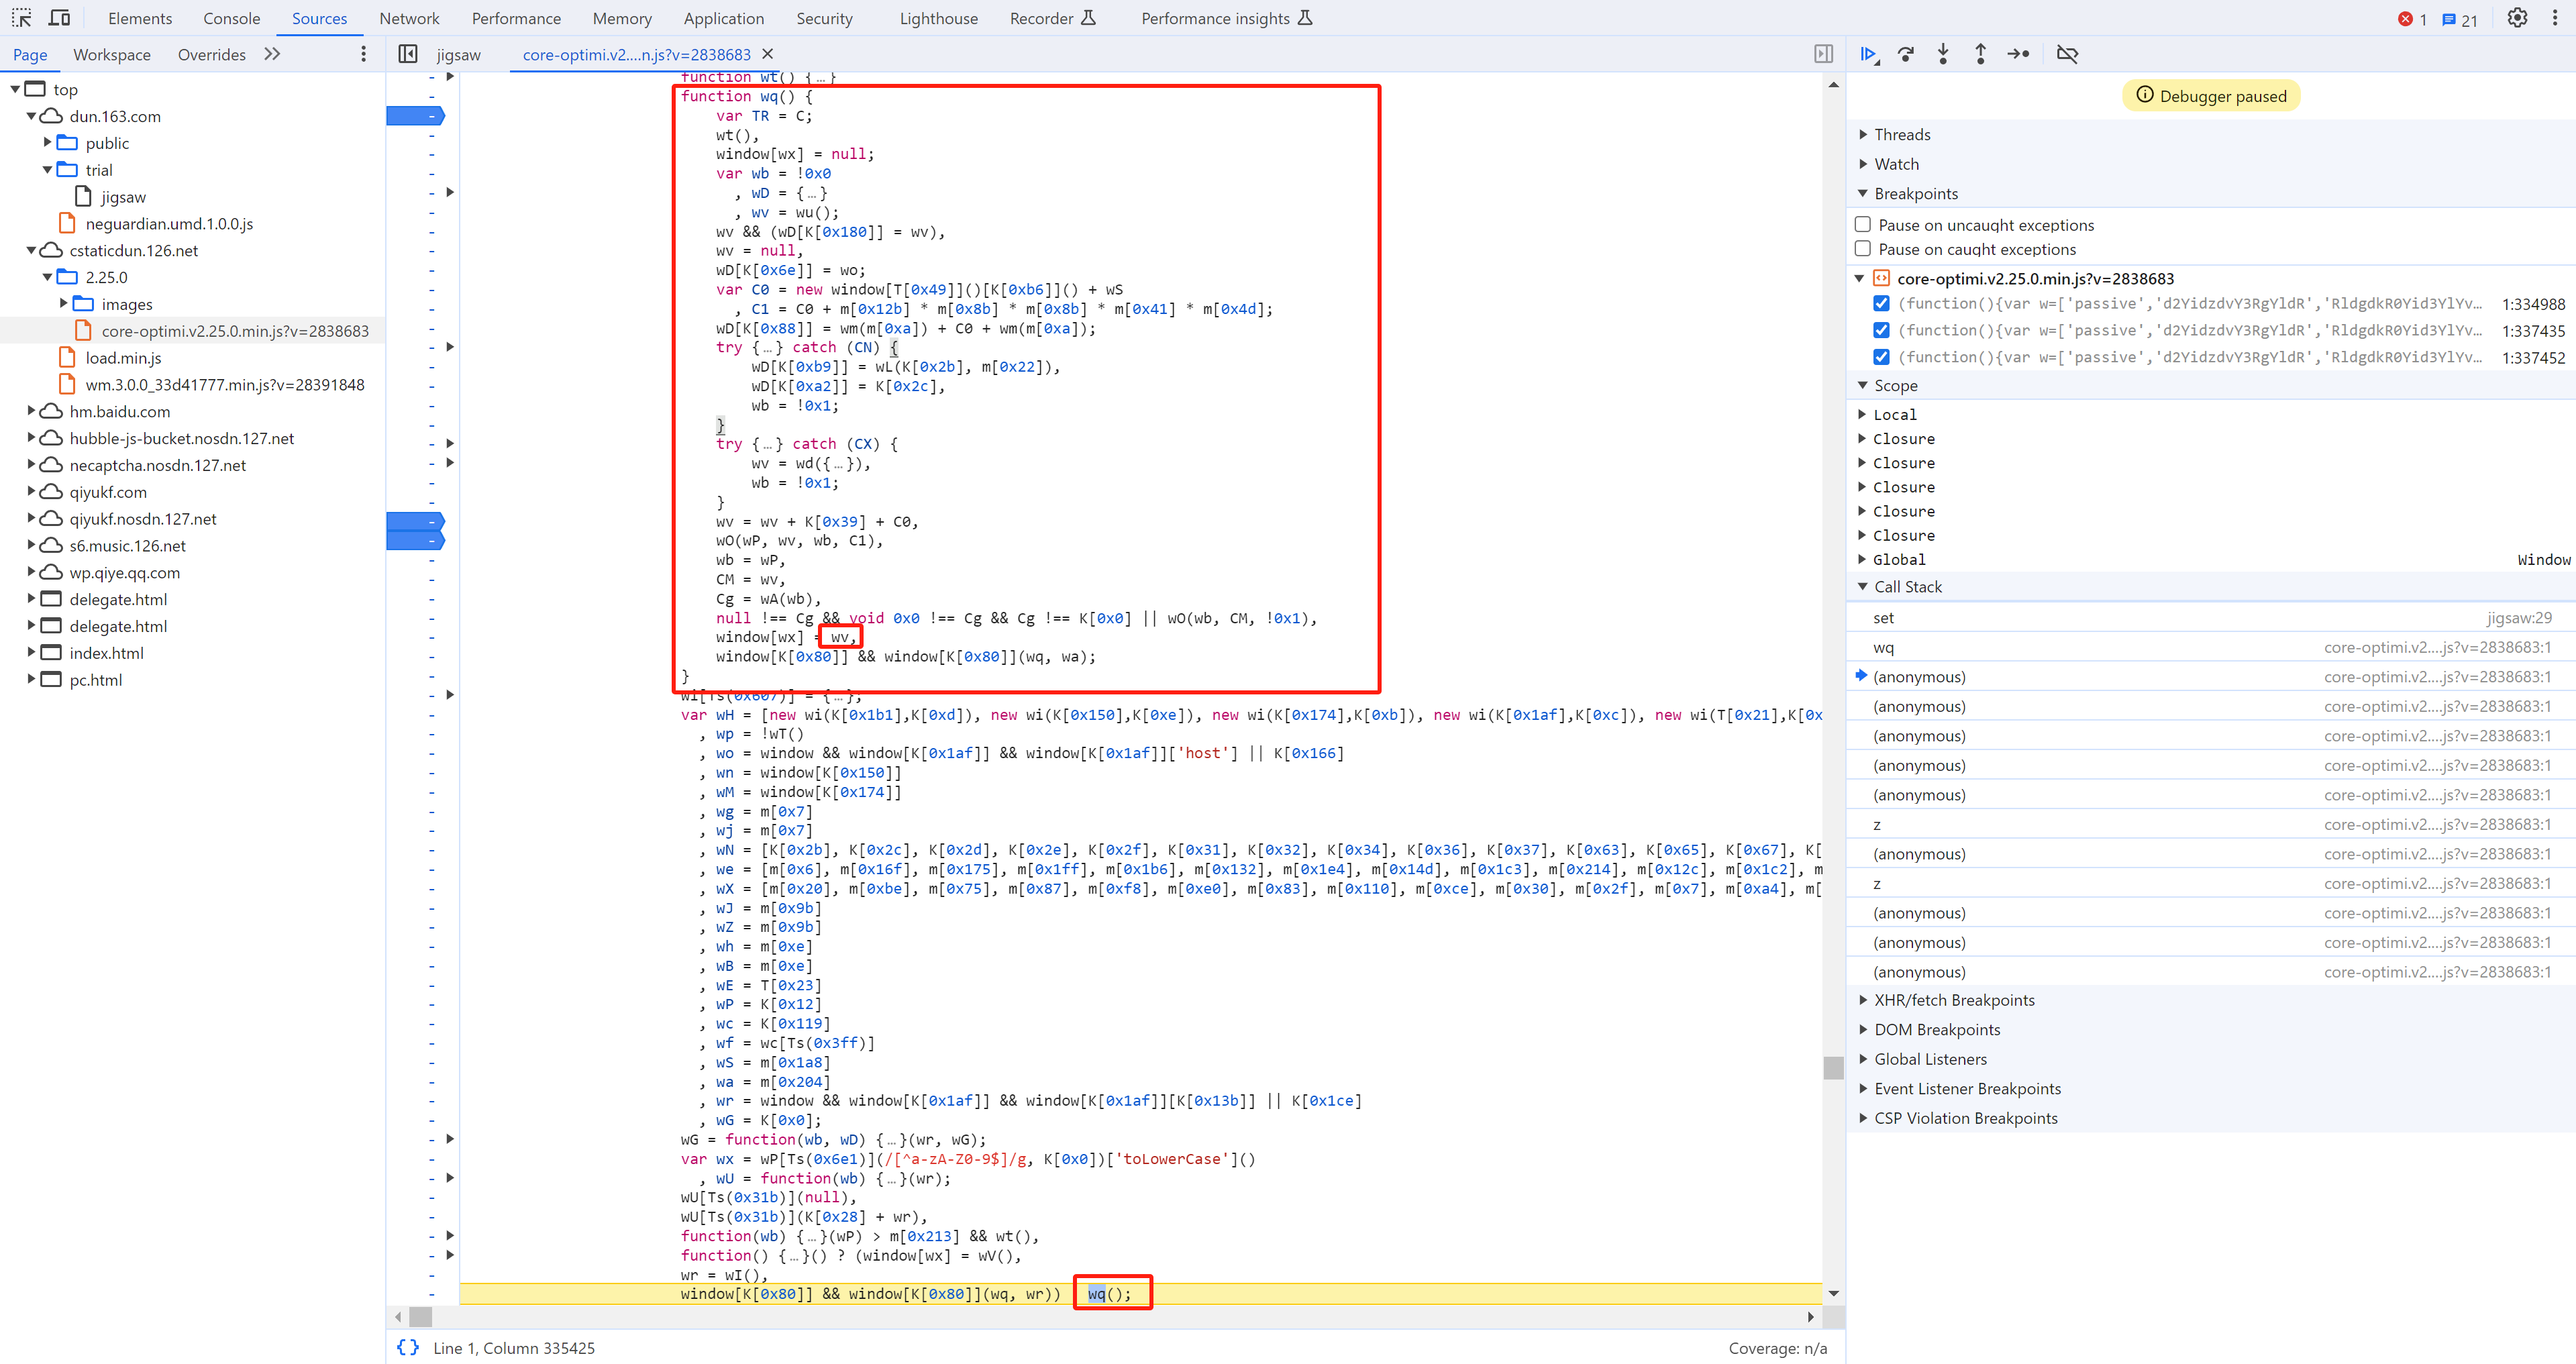 Elements Console Sources Network Performance Memory Application Security Lighthouse Recorder Performance insights 1 21
Page Workspace Overrides
top
dun.163.com
public
trial
jigsaw
neguardian.umd.1.0.0.js
cstaticdun.126.net
2.25.0
images
core-optimi.v2.25.0.min.js?v=2838683
load.min.js
wm.3.0.0_33d41777.min.js?v=28391848
hm.baidu.com
hubble-js-bucket.nosdn.127.net
necaptcha.nosdn.127.net
qiyukf.com
qiyukf.nosdn.127.net
s6.music.126.net
wp.qiye.qq.com
delegate.html
delegate.html
index.html
pc.html
jigsaw core-optimi.v2....n.js?v=2838683
function wt() {…}
function wq() {
var TR = C;
wt(),
window[wx] = null;
var wb = !0x0
, wD = {…}
, wv = wu();
wv && (wD[K[0x180]] = wv),
wv = null,
wD[K[0x6e]] = wo;
var C0 = new window[T[0x49]]()[K[0xb6]]() + wS
, C1 = C0 + m[0x12b] * m[0x8b] * m[0x8b] * m[0x41] * m[0x4d];
wD[K[0x88]] = wm(m[0xa]) + C0 + wm(m[0xa]);
try {…} catch (CN) {
wD[K[0xb9]] = wL(K[0x2b], m[0x22]),
wD[K[0xa2]] = K[0x2c],
wb = !0x1;
}
try {…} catch (CX) {
wv = wd({…}),
wb = !0x1;
}
wv = wv + K[0x39] + C0,
wO(wP, wv, wb, C1),
wb = wP,
CM = wv,
Cg = wA(wb),
null !== Cg && void 0x0 !== Cg && Cg !== K[0x0] || wO(wb, CM, !0x1),
window[wx] = wv,
window[K[0x80]] && window[K[0x80]](wq, wa);
}
wi[Ts(0x607)] = {…};
var wH = [new wi(K[0x1b1],K[0xd]), new wi(K[0x150],K[0xe]), new wi(K[0x174],K[0xb]), new wi(K[0x1af],K[0xc]), new wi(T[0x21],K[0x
, wp = !wT()
, wo = window && window[K[0x1af]] && window[K[0x1af]]['host'] || K[0x166]
, wn = window[K[0x150]]
, wM = window[K[0x174]]
, wg = m[0x7]
, wj = m[0x7]
, wN = [K[0x2b], K[0x2c], K[0x2d], K[0x2e], K[0x2f], K[0x31], K[0x32], K[0x34], K[0x36], K[0x37], K[0x63], K[0x65], K[0x67], K[
, we = [m[0x6], m[0x16f], m[0x175], m[0x1ff], m[0x1b6], m[0x132], m[0x1e4], m[0x14d], m[0x1c3], m[0x214], m[0x12c], m[0x1c2], m
, wX = [m[0x20], m[0xbe], m[0x75], m[0x87], m[0xf8], m[0xe0], m[0x83], m[0x110], m[0xce], m[0x30], m[0x2f], m[0x7], m[0xa4], m[
, wJ = m[0x9b]
, wZ = m[0x9b]
, wh = m[0xe]
, wB = m[0xe]
, wE = T[0x23]
, wP = K[0x12]
, wc = K[0x119]
, wf = wc[Ts(0x3ff)]
, wS = m[0x1a8]
, wa = m[0x204]
, wr = window && window[K[0x1af]] && window[K[0x1af]][K[0x13b]] || K[0x1ce]
, wG = K[0x0];
wG = function(wb, wD) {…}(wr, wG);
var wx = wP[Ts(0x6e1)](/[^a-zA-Z0-9$]/g, K[0x0])['toLowerCase']()
, wU = function(wb) {…}(wr);
wU[Ts(0x31b)](null),
wU[Ts(0x31b)](K[0x28] + wr),
function(wb) {…}(wP) > m[0x213] && wt(),
function() {…}() ? (window[wx] = wV(),
wr = wI(),
window[K[0x80]] && window[K[0x80]](wq, wr)) wq();
{} Line 1, Column 335425 Coverage: n/a
Debugger paused
Threads
Watch
Breakpoints
Pause on uncaught exceptions
Pause on caught exceptions
core-optimi.v2.25.0.min.js?v=2838683
(function(){var w=['passive','d2YidzdvY3RgYldR','RldgdkR0Yid3YlYv… 1:334988
(function(){var w=['passive','d2YidzdvY3RgYldR','RldgdkR0Yid3YlYv… 1:337435
(function(){var w=['passive','d2YidzdvY3RgYldR','RldgdkR0Yid3YlYv… 1:337452
Scope
Local
Closure
Closure
Closure
Closure
Closure
Global Window
Call Stack
set jigsaw:29
wq core-optimi.v2....js?v=2838683:1
(anonymous) core-optimi.v2....js?v=2838683:1
(anonymous) core-optimi.v2....js?v=2838683:1
(anonymous) core-optimi.v2....js?v=2838683:1
(anonymous) core-optimi.v2....js?v=2838683:1
(anonymous) core-optimi.v2....js?v=2838683:1
z core-optimi.v2....js?v=2838683:1
(anonymous) core-optimi.v2....js?v=2838683:1
z core-optimi.v2....js?v=2838683:1
(anonymous) core-optimi.v2....js?v=2838683:1
(anonymous) core-optimi.v2....js?v=2838683:1
(anonymous) core-optimi.v2....js?v=2838683:1
XHR/fetch Breakpoints
DOM Breakpoints
Global Listeners
Event Listener Breakpoints
CSP Violation Breakpoints